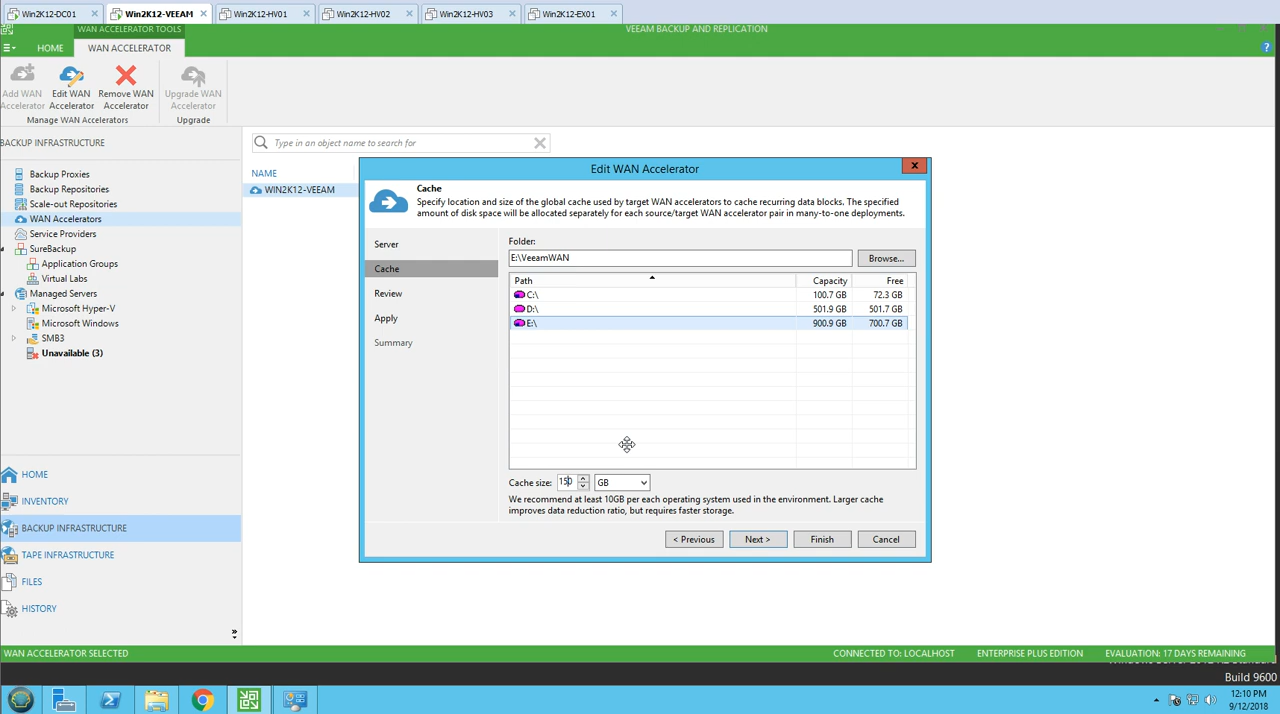 Win2K12-DC01
Win2K12-VEEAM
Win2K12-HV01
Win2K12-HV02
Win2K12-HV03
Win2K12-EX01
WAN ACCELERATOR TOOLS
VEEAM BACKUP AND REPLICATION
HOME
WAN ACCELERATOR
Add WAN Accelerator
Edit WAN Accelerator
Remove WAN Accelerator
Upgrade WAN Accelerator
Manage WAN Accelerators
Upgrade
BACKUP INFRASTRUCTURE
Backup Proxies
Backup Repositories
Scale-out Repositories
WAN Accelerators
Service Providers
SureBackup
Application Groups
Virtual Labs
Managed Servers
Microsoft Hyper-V
Microsoft Windows
SMB3
Unavailable (3)
HOME
INVENTORY
BACKUP INFRASTRUCTURE
TAPE INFRASTRUCTURE
FILES
HISTORY
Type in an object name to search for
NAME
WIN2K12-VEEAM
Edit WAN Accelerator
Cache
Specify location and size of the global cache used by target WAN accelerators to cache recurring data blocks. The specified
amount of disk space will be allocated separately for each source/target WAN accelerator pair in many-to-one deployments.
Server
Cache
Review
Apply
Summary
Folder:
E:\VeeamWAN
Browse...
Path Capacity Free
C:\ 100.7 GB 72.3 GB
D:\ 501.9 GB 501.7 GB
E:\ 900.9 GB 700.7 GB
Cache size: 150 GB
We recommend at least 10GB per each operating system used in the environment. Larger cache
improves data reduction ratio, but requires faster storage.
< Previous
Next >
Finish
Cancel
WAN ACCELERATOR SELECTED
CONNECTED TO: LOCALHOST
ENTERPRISE PLUS EDITION
EVALUATION: 17 DAYS REMAINING
Build 9600
12:10 PM
9/12/2018